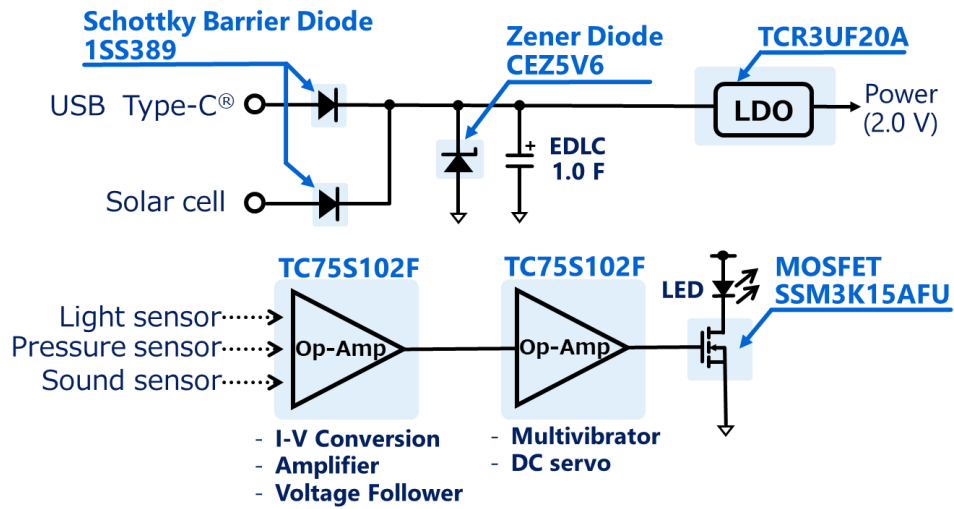 Schottky Barrier Diode
1SS389
Zener Diode
CEZ5V6
TCR3UF20A
USB Type-C®
LDO
Power
(2.0 V)
+
EDLC
1.0 F
Solar cell
TC75S102F
TC75S102F
MOSFET
SSM3K15AFU
LED
Light sensor
Pressure sensor
Sound sensor
Op-Amp
Op-Amp
- I-V Conversion
- Amplifier
- Voltage Follower
- Multivibrator
- DC servo